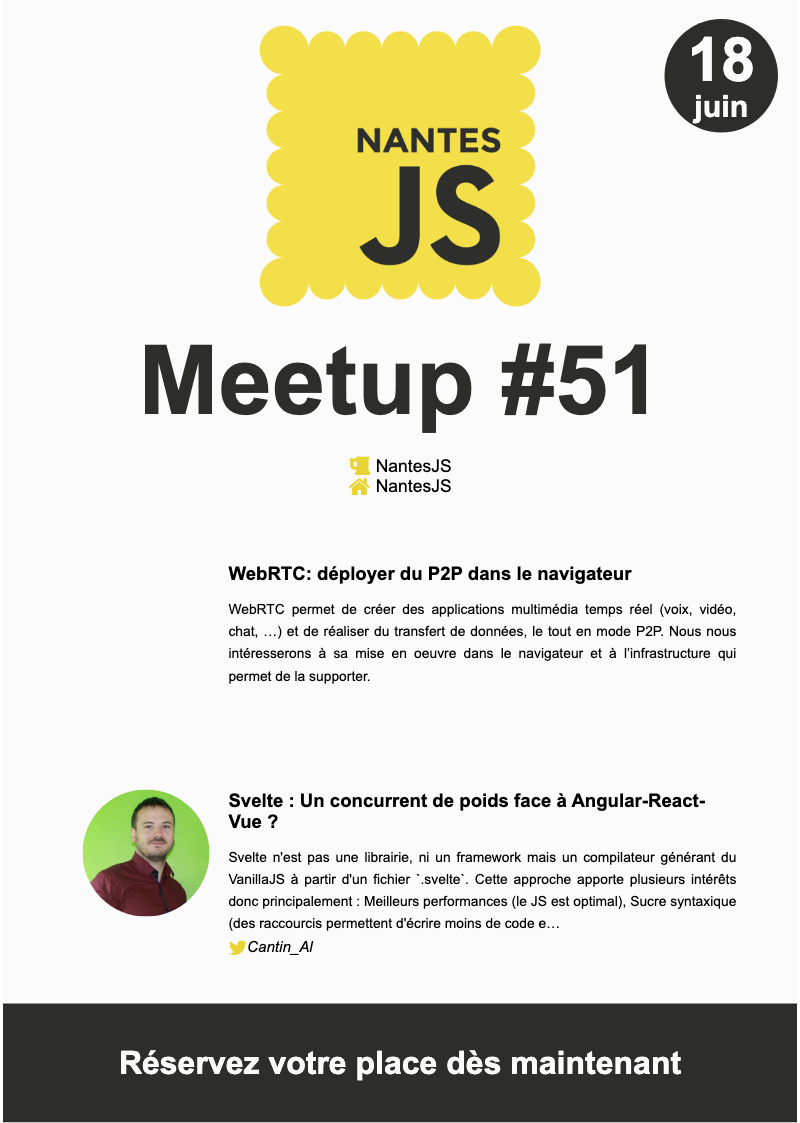 18
juin
NANTES
JS
Meetup #51
NantesJS
NantesJS
WebRTC: déployer du P2P dans le navigateur
WebRTC permet de créer des applications multimédia temps réel (voix, vidéo,
chat, …) et de réaliser du transfert de données, le tout en mode P2P. Nous nous
intéresserons à sa mise en oeuvre dans le navigateur et à l’infrastructure qui
permet de la supporter.
Svelte : Un concurrent de poids face à Angular-React-
Vue ?
Svelte n'est pas une librairie, ni un framework mais un compilateur générant du
VanillaJS à partir d'un fichier `.svelte`. Cette approche apporte plusieurs intérêts
donc principalement : Meilleurs performances (le JS est optimal), Sucre syntaxique
(des raccourcis permettent d'écrire moins de code e…
Cantin_Al
Réservez votre place dès maintenant